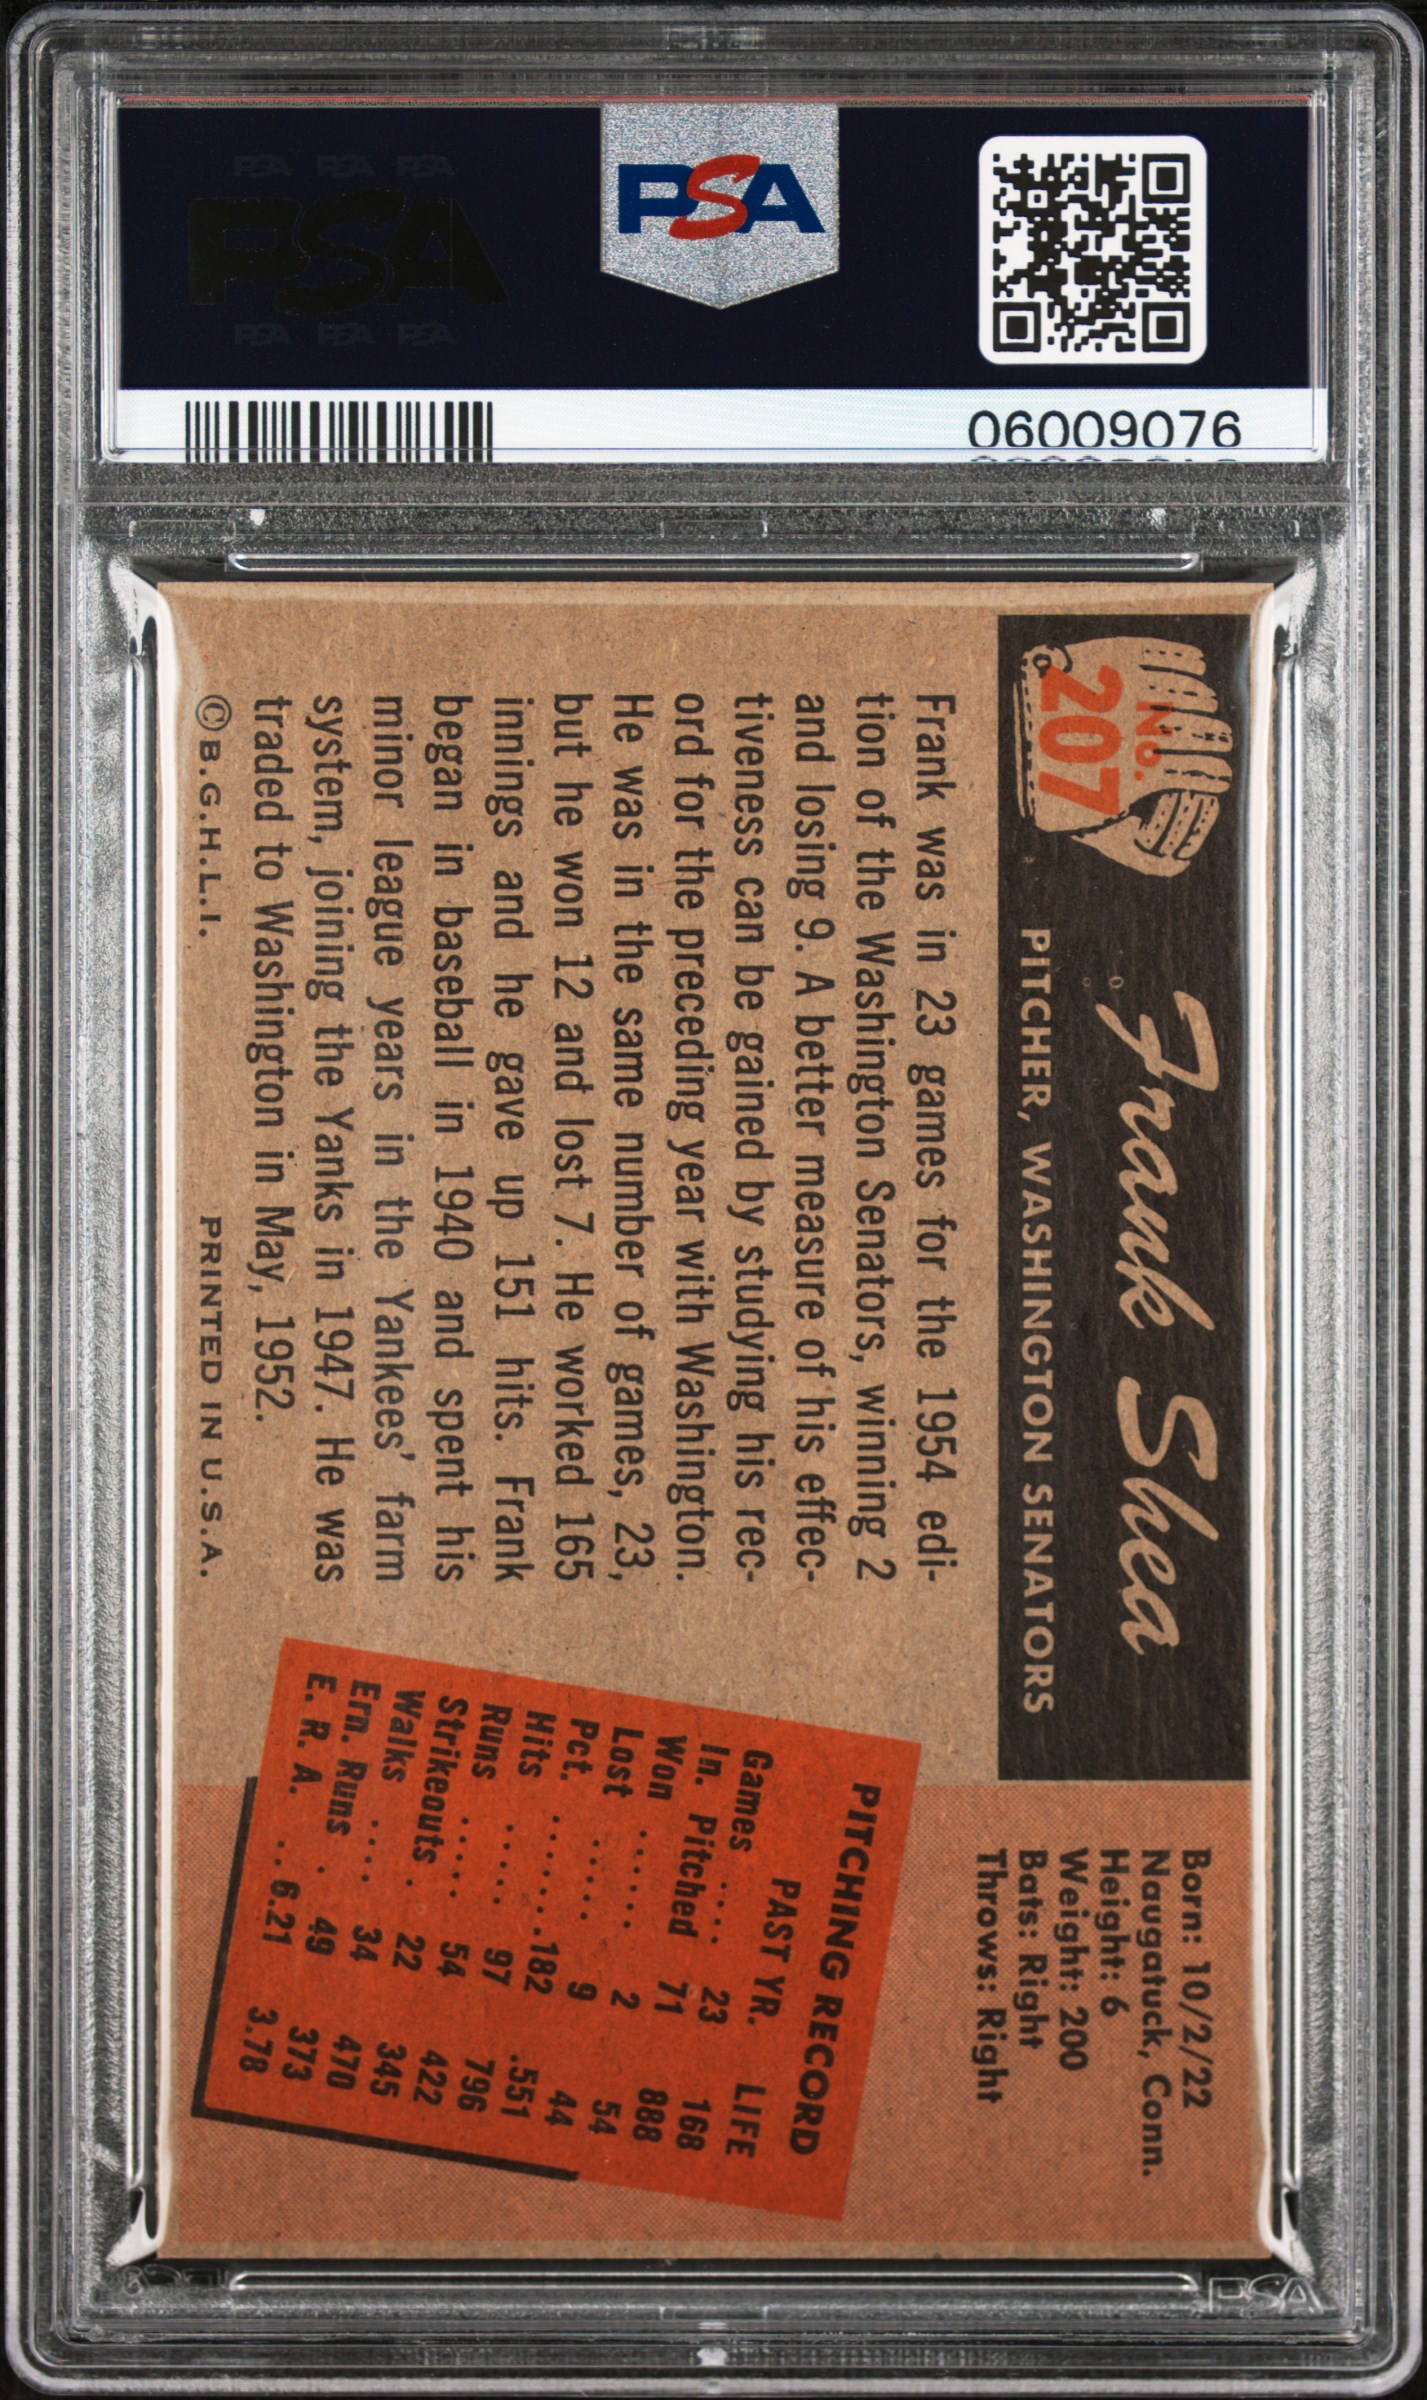 PSA PSA PSA
PSA
PSA PSA PSA
PSA
06009076
No.
207
Frank Shea
PITCHER, WASHINGTON SENATORS
Born: 10/2/22
Naugatuck, Conn.
Height: 6
Weight: 200
Bats: Right
Throws: Right
Frank was in 23 games for the 1954 edi-
tion of the Washington Senators, winning 2
and losing 9. A better measure of his effec-
tiveness can be gained by studying his rec-
ord for the preceding year with Washington.
He was in the same number of games, 23,
but he won 12 and lost 7. He worked 165
innings and he gave up 151 hits. Frank
began in baseball in 1940 and spent his
minor league years in the Yankees' farm
system, joining the Yanks in 1947. He was
traded to Washington in May, 1952.
© B.G.H.L.I. PRINTED IN U.S.A.
PITCHING RECORD
PAST YR. LIFE
Games .... 23 168
In. Pitched 71 888
Won ...... 2 54
Lost ..... 9 44
Pct. .......182 .551
Hits ..... 97 796
Runs ..... 54 422
Strikeouts . 22 345
Walks .... 34 470
Ern. Runs . 49 373
E. R. A. ..6.21 3.78
PSA